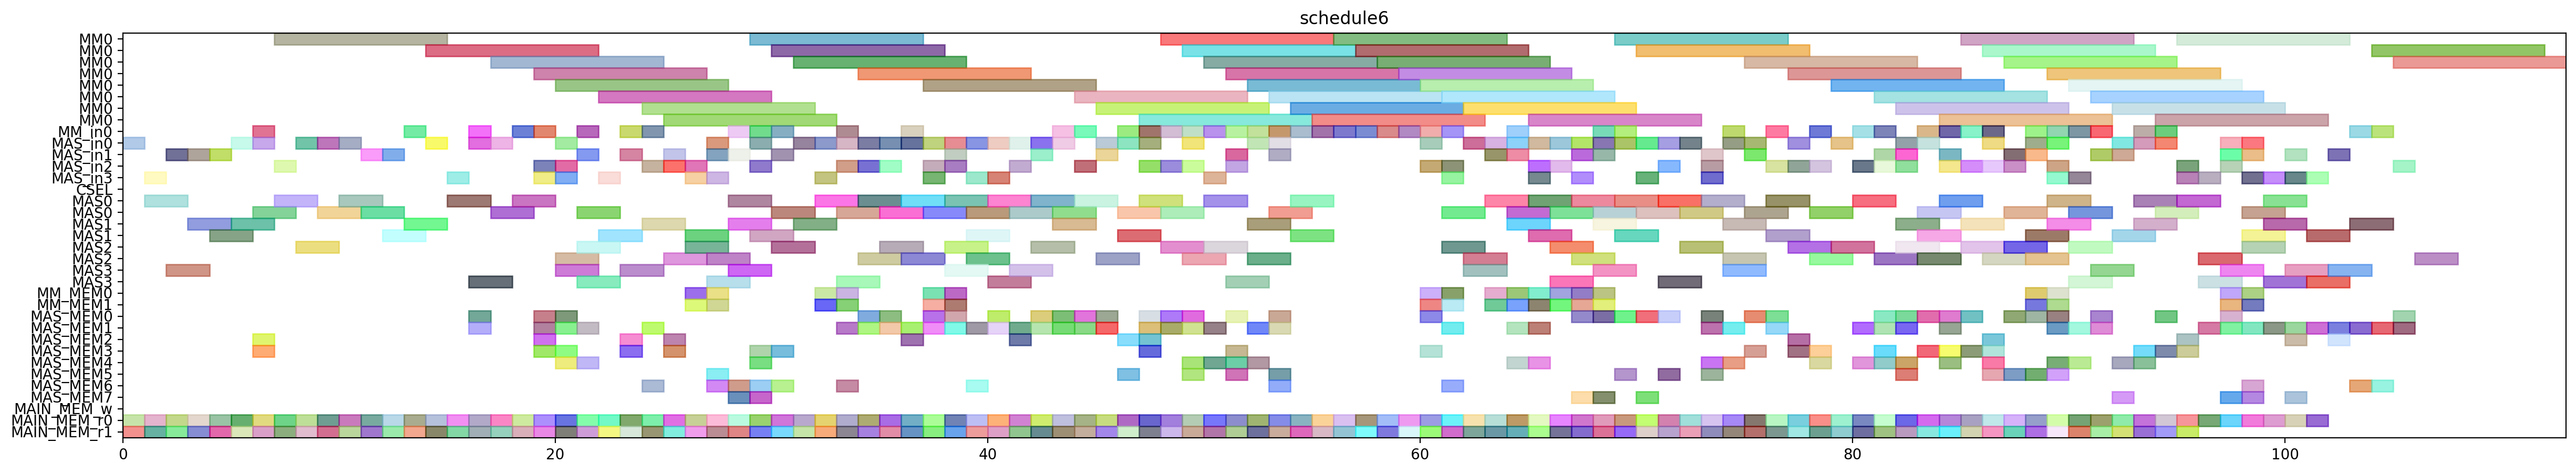 schedule6
MM0
MM0
MM0
MM0
MM0
MM0
MM0
MM0
MM_in0
MAS_in0
MAS_in1
MAS_in2
MAS_in3
CSEL
MAS0
MAS0
MAS1
MAS1
MAS2
MAS2
MAS3
MAS3
MM_MEM0
MM_MEM1
MAS_MEM0
MAS_MEM1
MAS_MEM2
MAS_MEM3
MAS_MEM4
MAS_MEM5
MAS_MEM6
MAS_MEM7
MAIN_MEM_w
MAIN_MEM_r0
MAIN_MEM_r1
0 20 40 60 80 100